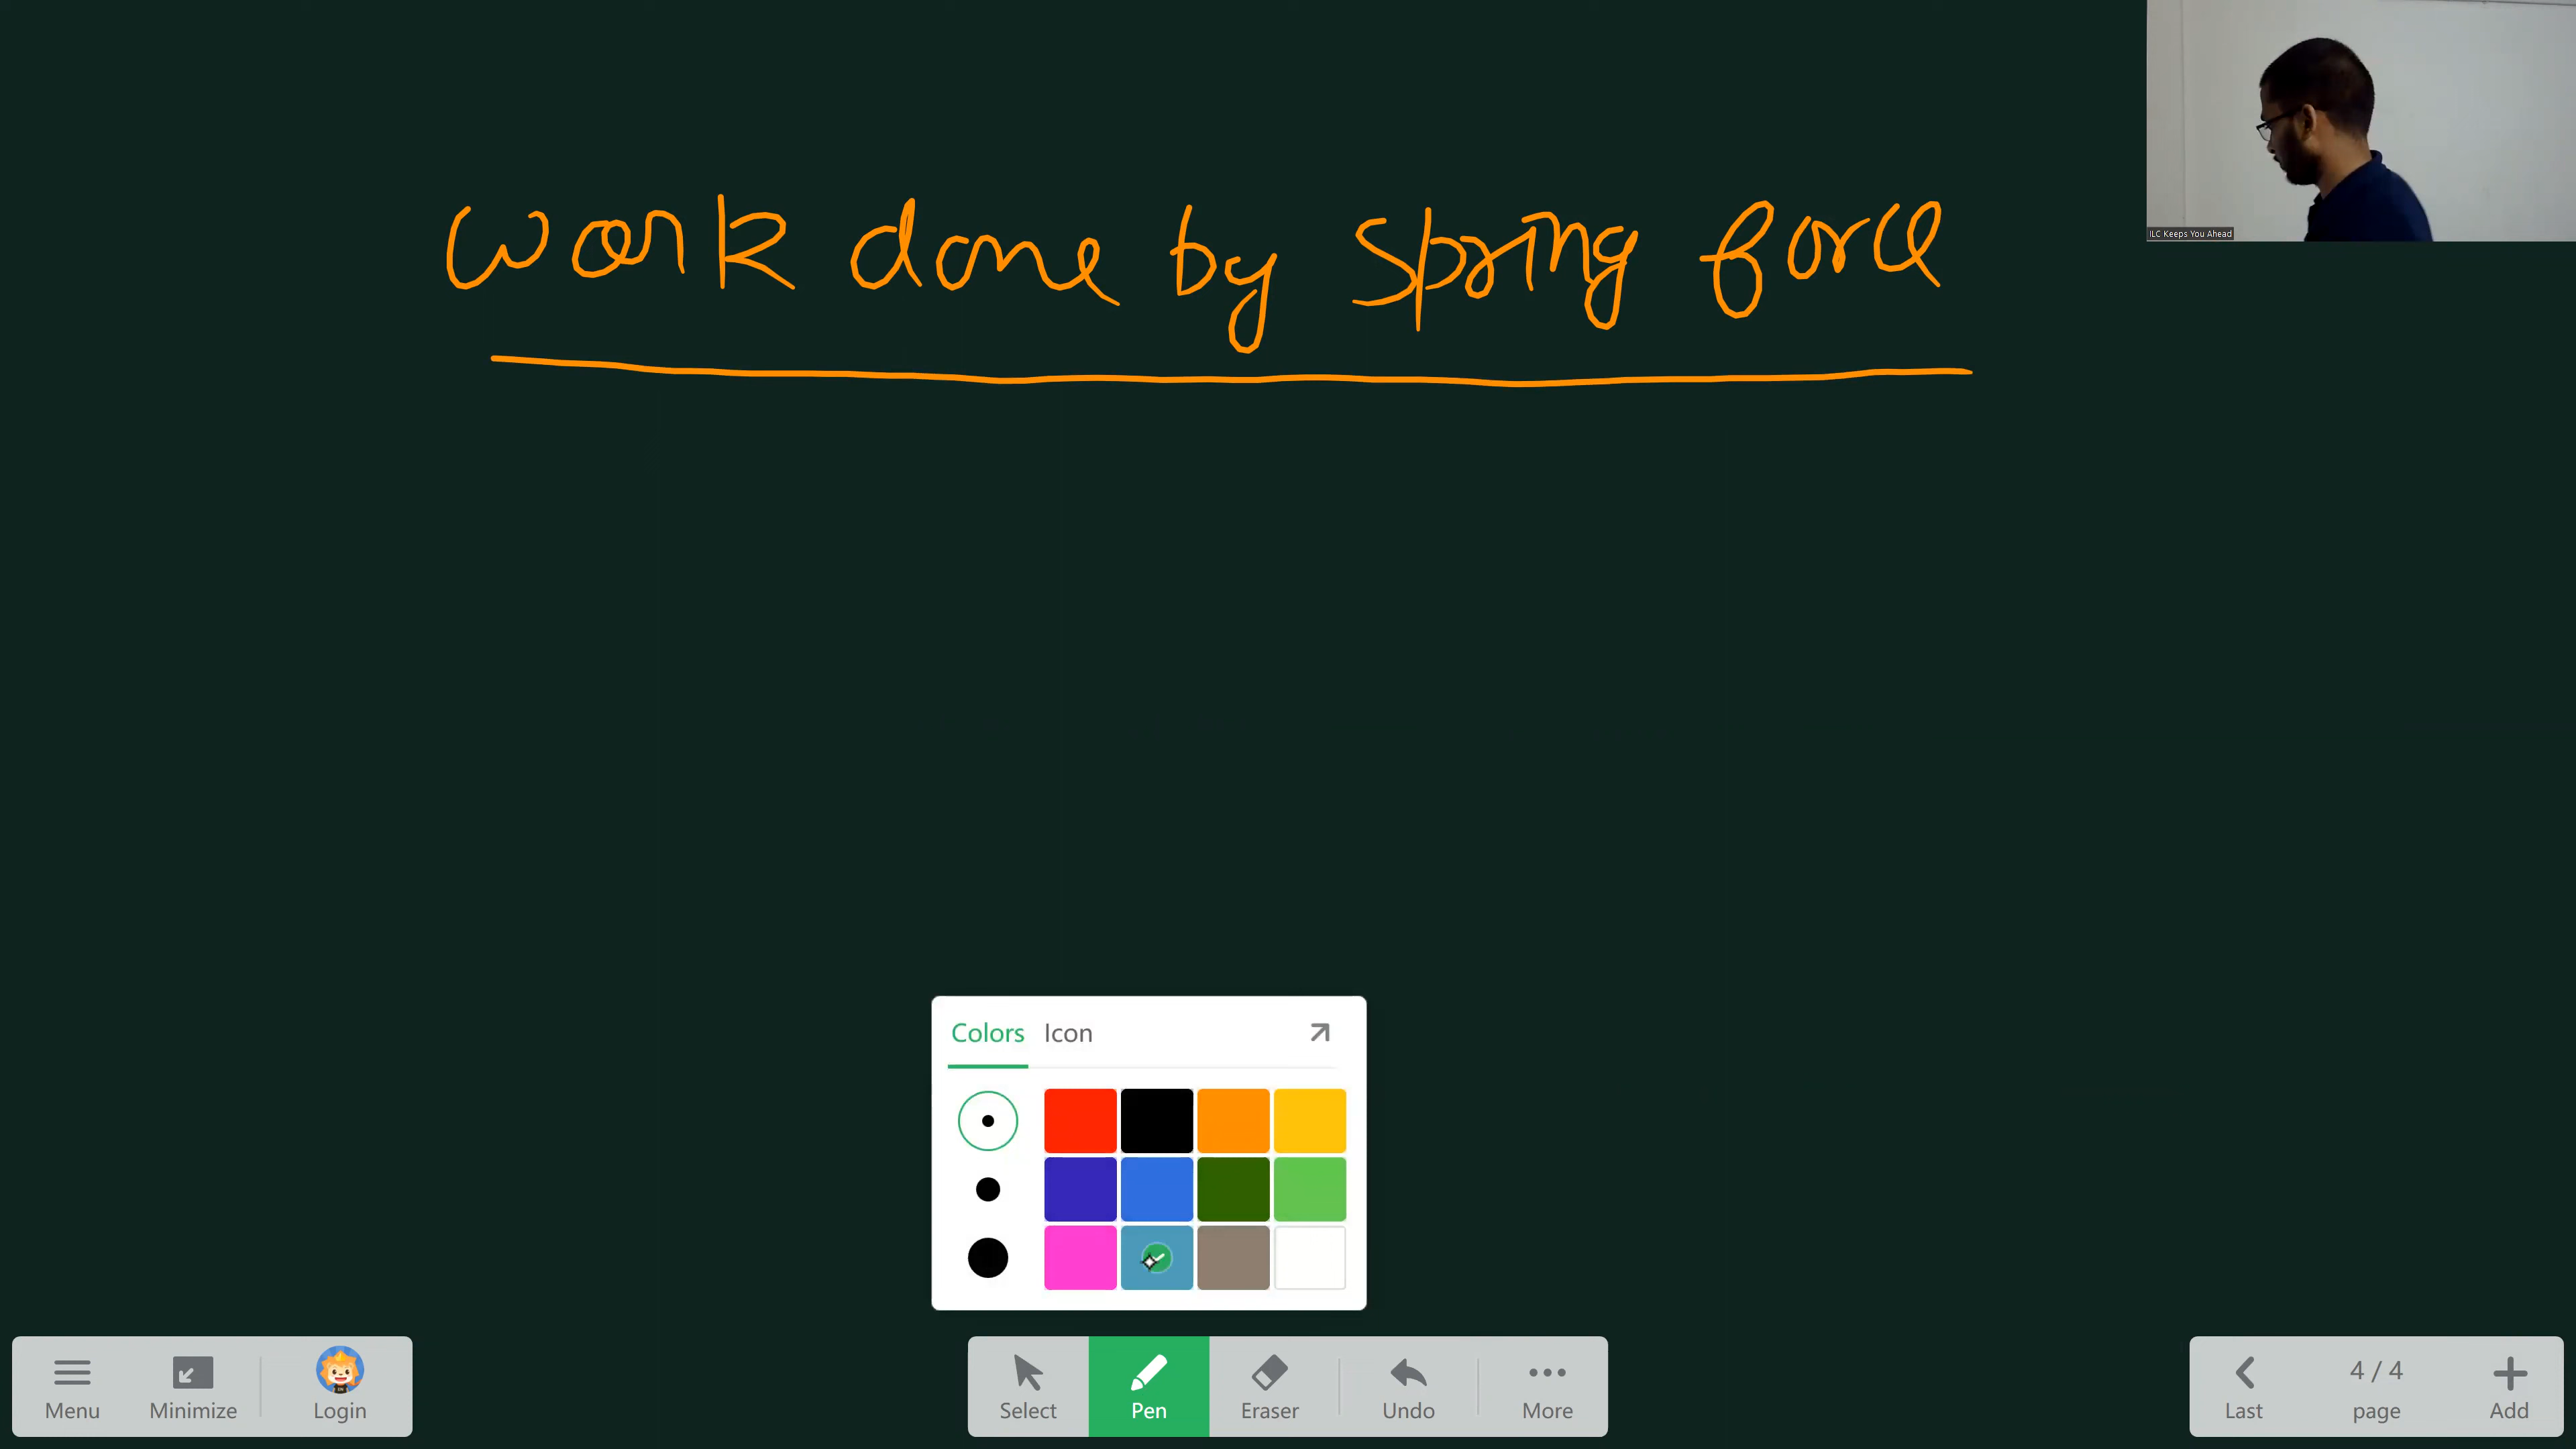 work done by spring force
ILC Keeps You Ahead
Colors Icon
Menu Minimize Login
Select Pen Eraser Undo More
4 / 4
Last page Add